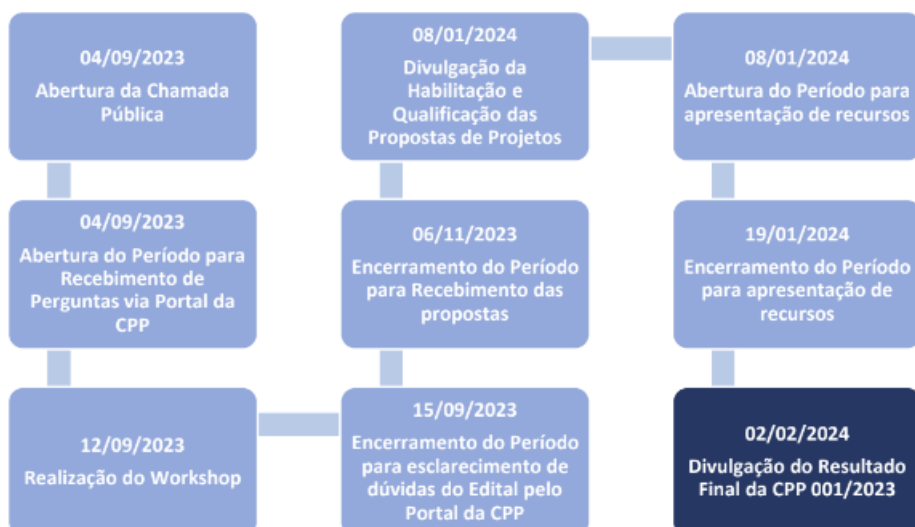 04/09/2023
Abertura da Chamada
Pública
04/09/2023
Abertura do Período para
Recebimento de
Perguntas via Portal da
CPP
12/09/2023
Realização do Workshop
15/09/2023
Encerramento do Período
para esclarecimento de
dúvidas do Edital pelo
Portal da CPP
06/11/2023
Encerramento do Período
para Recebimento das
propostas
08/01/2024
Divulgação da
Habilitação e
Qualificação das
Propostas de Projetos
08/01/2024
Abertura do Período para
apresentação de recursos
19/01/2024
Encerramento do Período
para apresentação de
recursos
02/02/2024
Divulgação do Resultado
Final da CPP 001/2023